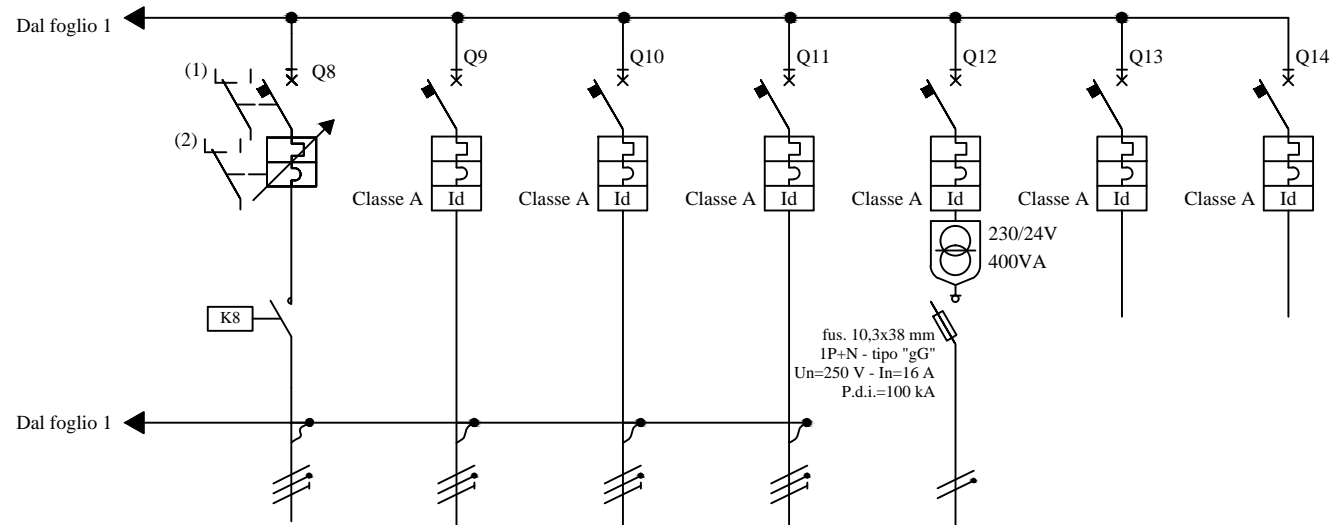 Dal foglio 1
(1)
Q8
Q9
Q10
Q11
Q12
Q13
Q14
(2)
Classe A
Id
Classe A
Id
Classe A
Id
Classe A
Id
Classe A
Id
Classe A
Id
230/24V
400VA
K8
fus. 10,3x38 mm
1P+N - tipo "gG"
Un=250 V - In=16 A
P.d.i.=100 kA
Dal foglio 1